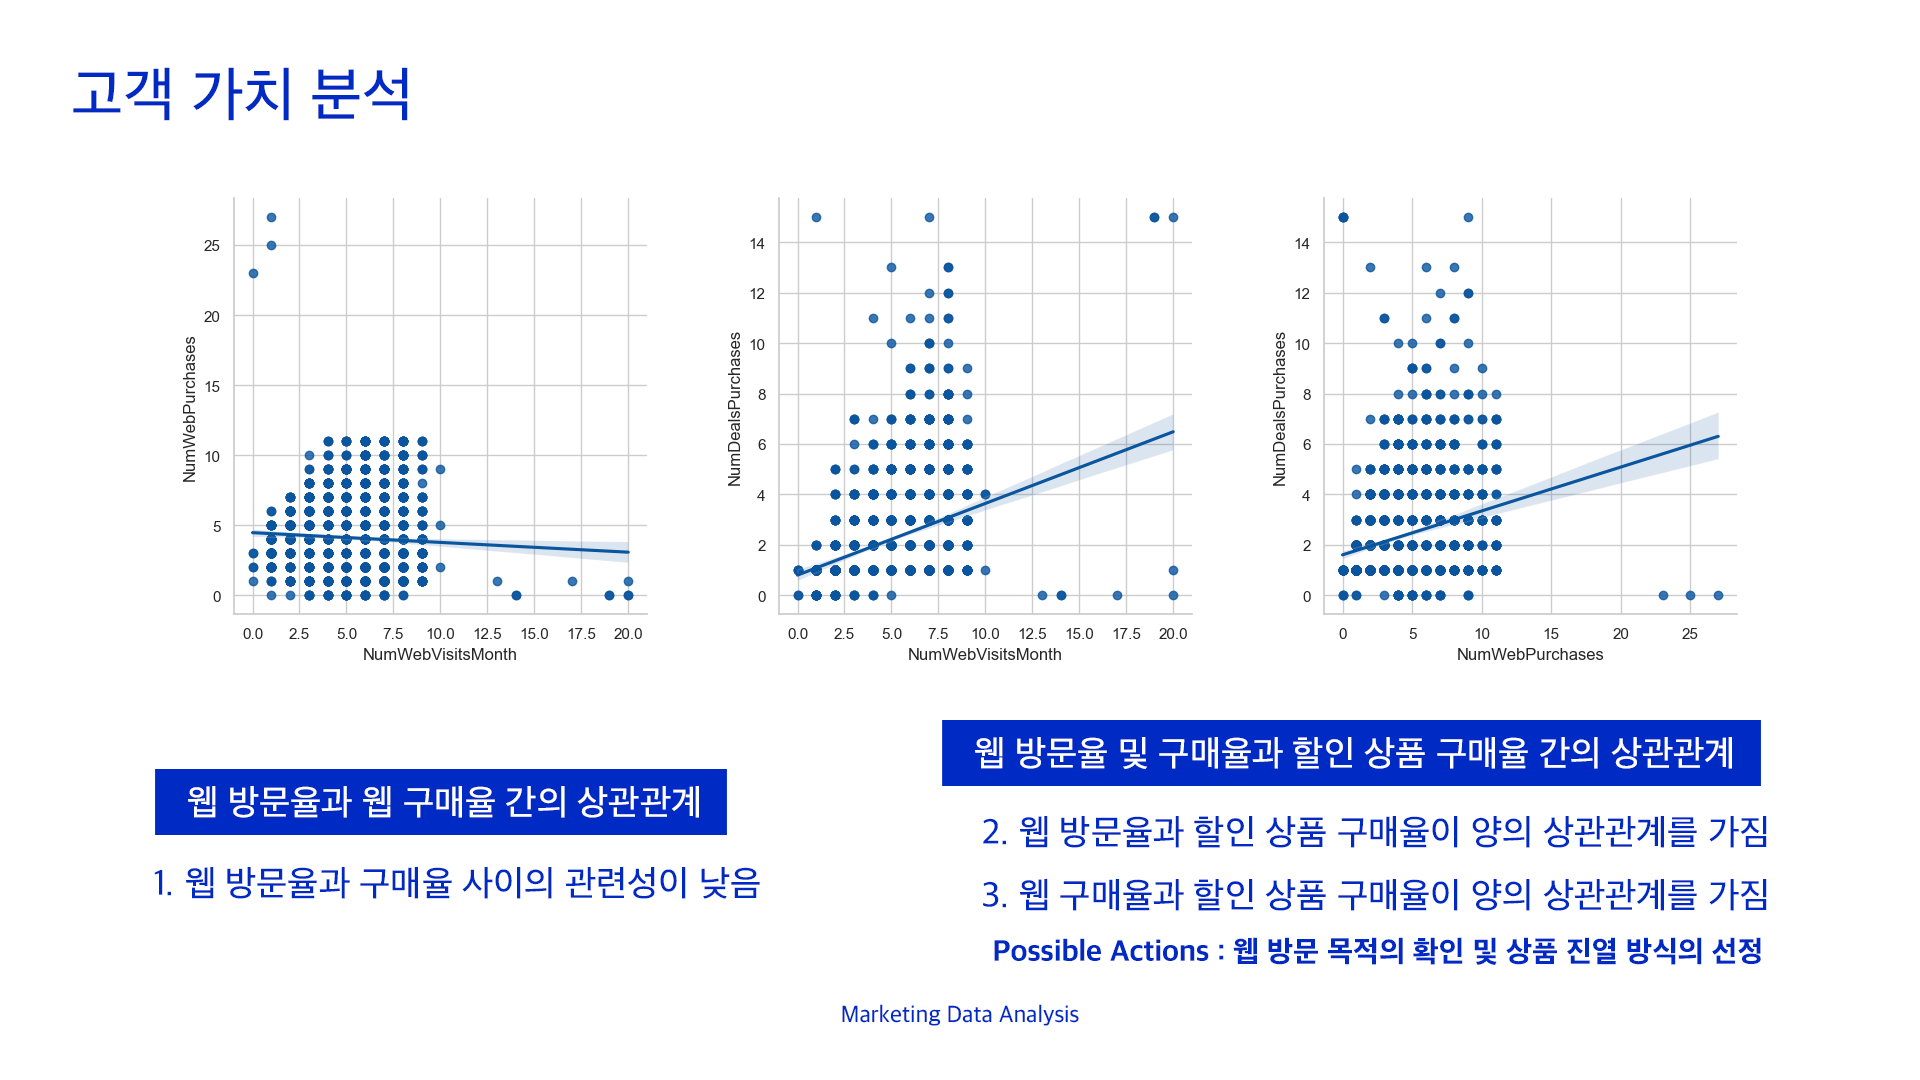 고객 가치 분석
25
20
15
10
5
0
NumWebPurchases
0.0 2.5 5.0 7.5 10.0 12.5 15.0 17.5 20.0
NumWebVisitsMonth
14
12
10
8
6
4
2
0
NumDealsPurchases
0.0 2.5 5.0 7.5 10.0 12.5 15.0 17.5 20.0
NumWebVisitsMonth
14
12
10
8
6
4
2
0
NumDealsPurchases
0 5 10 15 20 25
NumWebPurchases
웹 방문율과 웹 구매율 간의 상관관계
1. 웹 방문율과 구매율 사이의 관련성이 낮음
웹 방문율 및 구매율과 할인 상품 구매율 간의 상관관계
2. 웹 방문율과 할인 상품 구매율이 양의 상관관계를 가짐
3. 웹 구매율과 할인 상품 구매율이 양의 상관관계를 가짐
Possible Actions : 웹 방문 목적의 확인 및 상품 진열 방식의 선정
Marketing Data Analysis